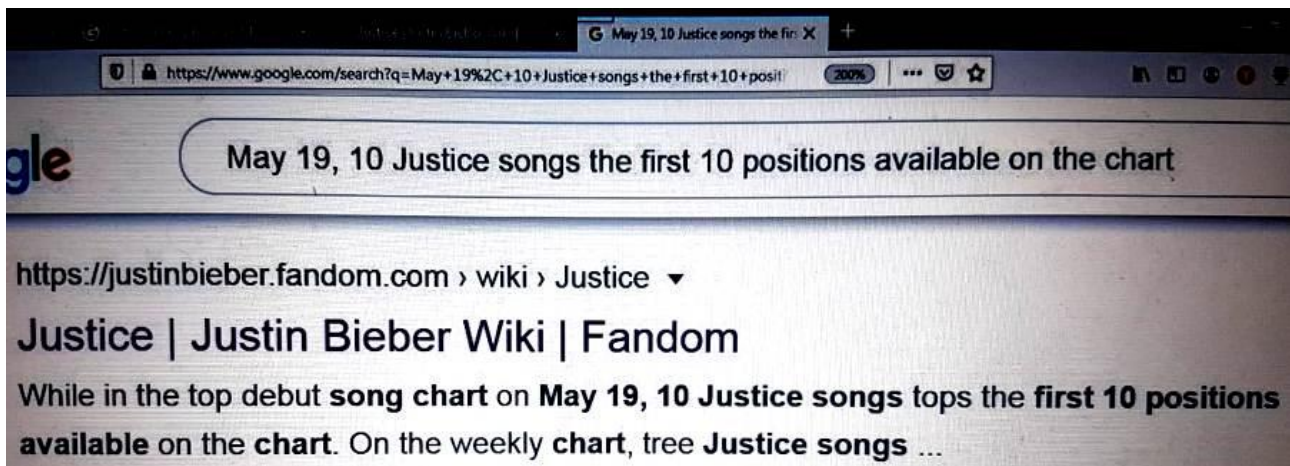 G May 19, 10 Justice songs the fir
https://www.google.com/search?q=May+19%2C+10+Justice+songs+the+first+10+posit
200%
gle
May 19, 10 Justice songs the first 10 positions available on the chart
https://justinbieber.fandom.com › wiki › Justice
Justice | Justin Bieber Wiki | Fandom
While in the top debut song chart on May 19, 10 Justice songs tops the first 10 positions
available on the chart. On the weekly chart, tree Justice songs ...